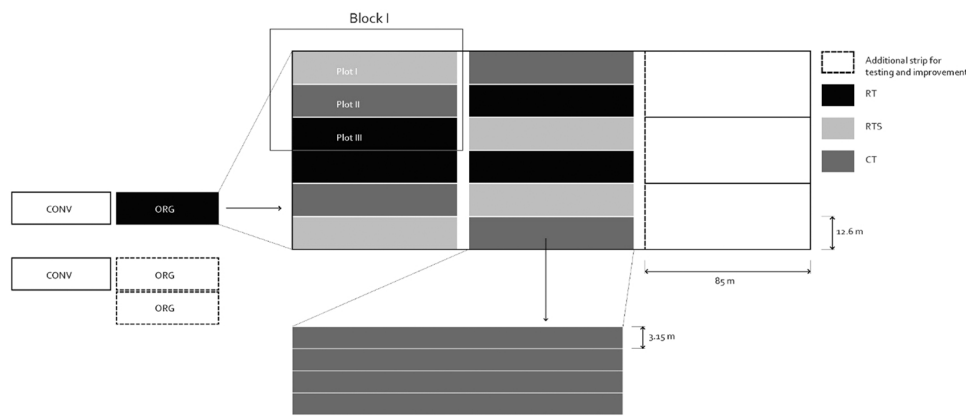 Block I
Plot I
Plot II
Plot III
Additional strip for
testing and improvement
RT
RTS
CT
CONV
ORG
12.6 m
CONV
ORG
ORG
85 m
3.15 m